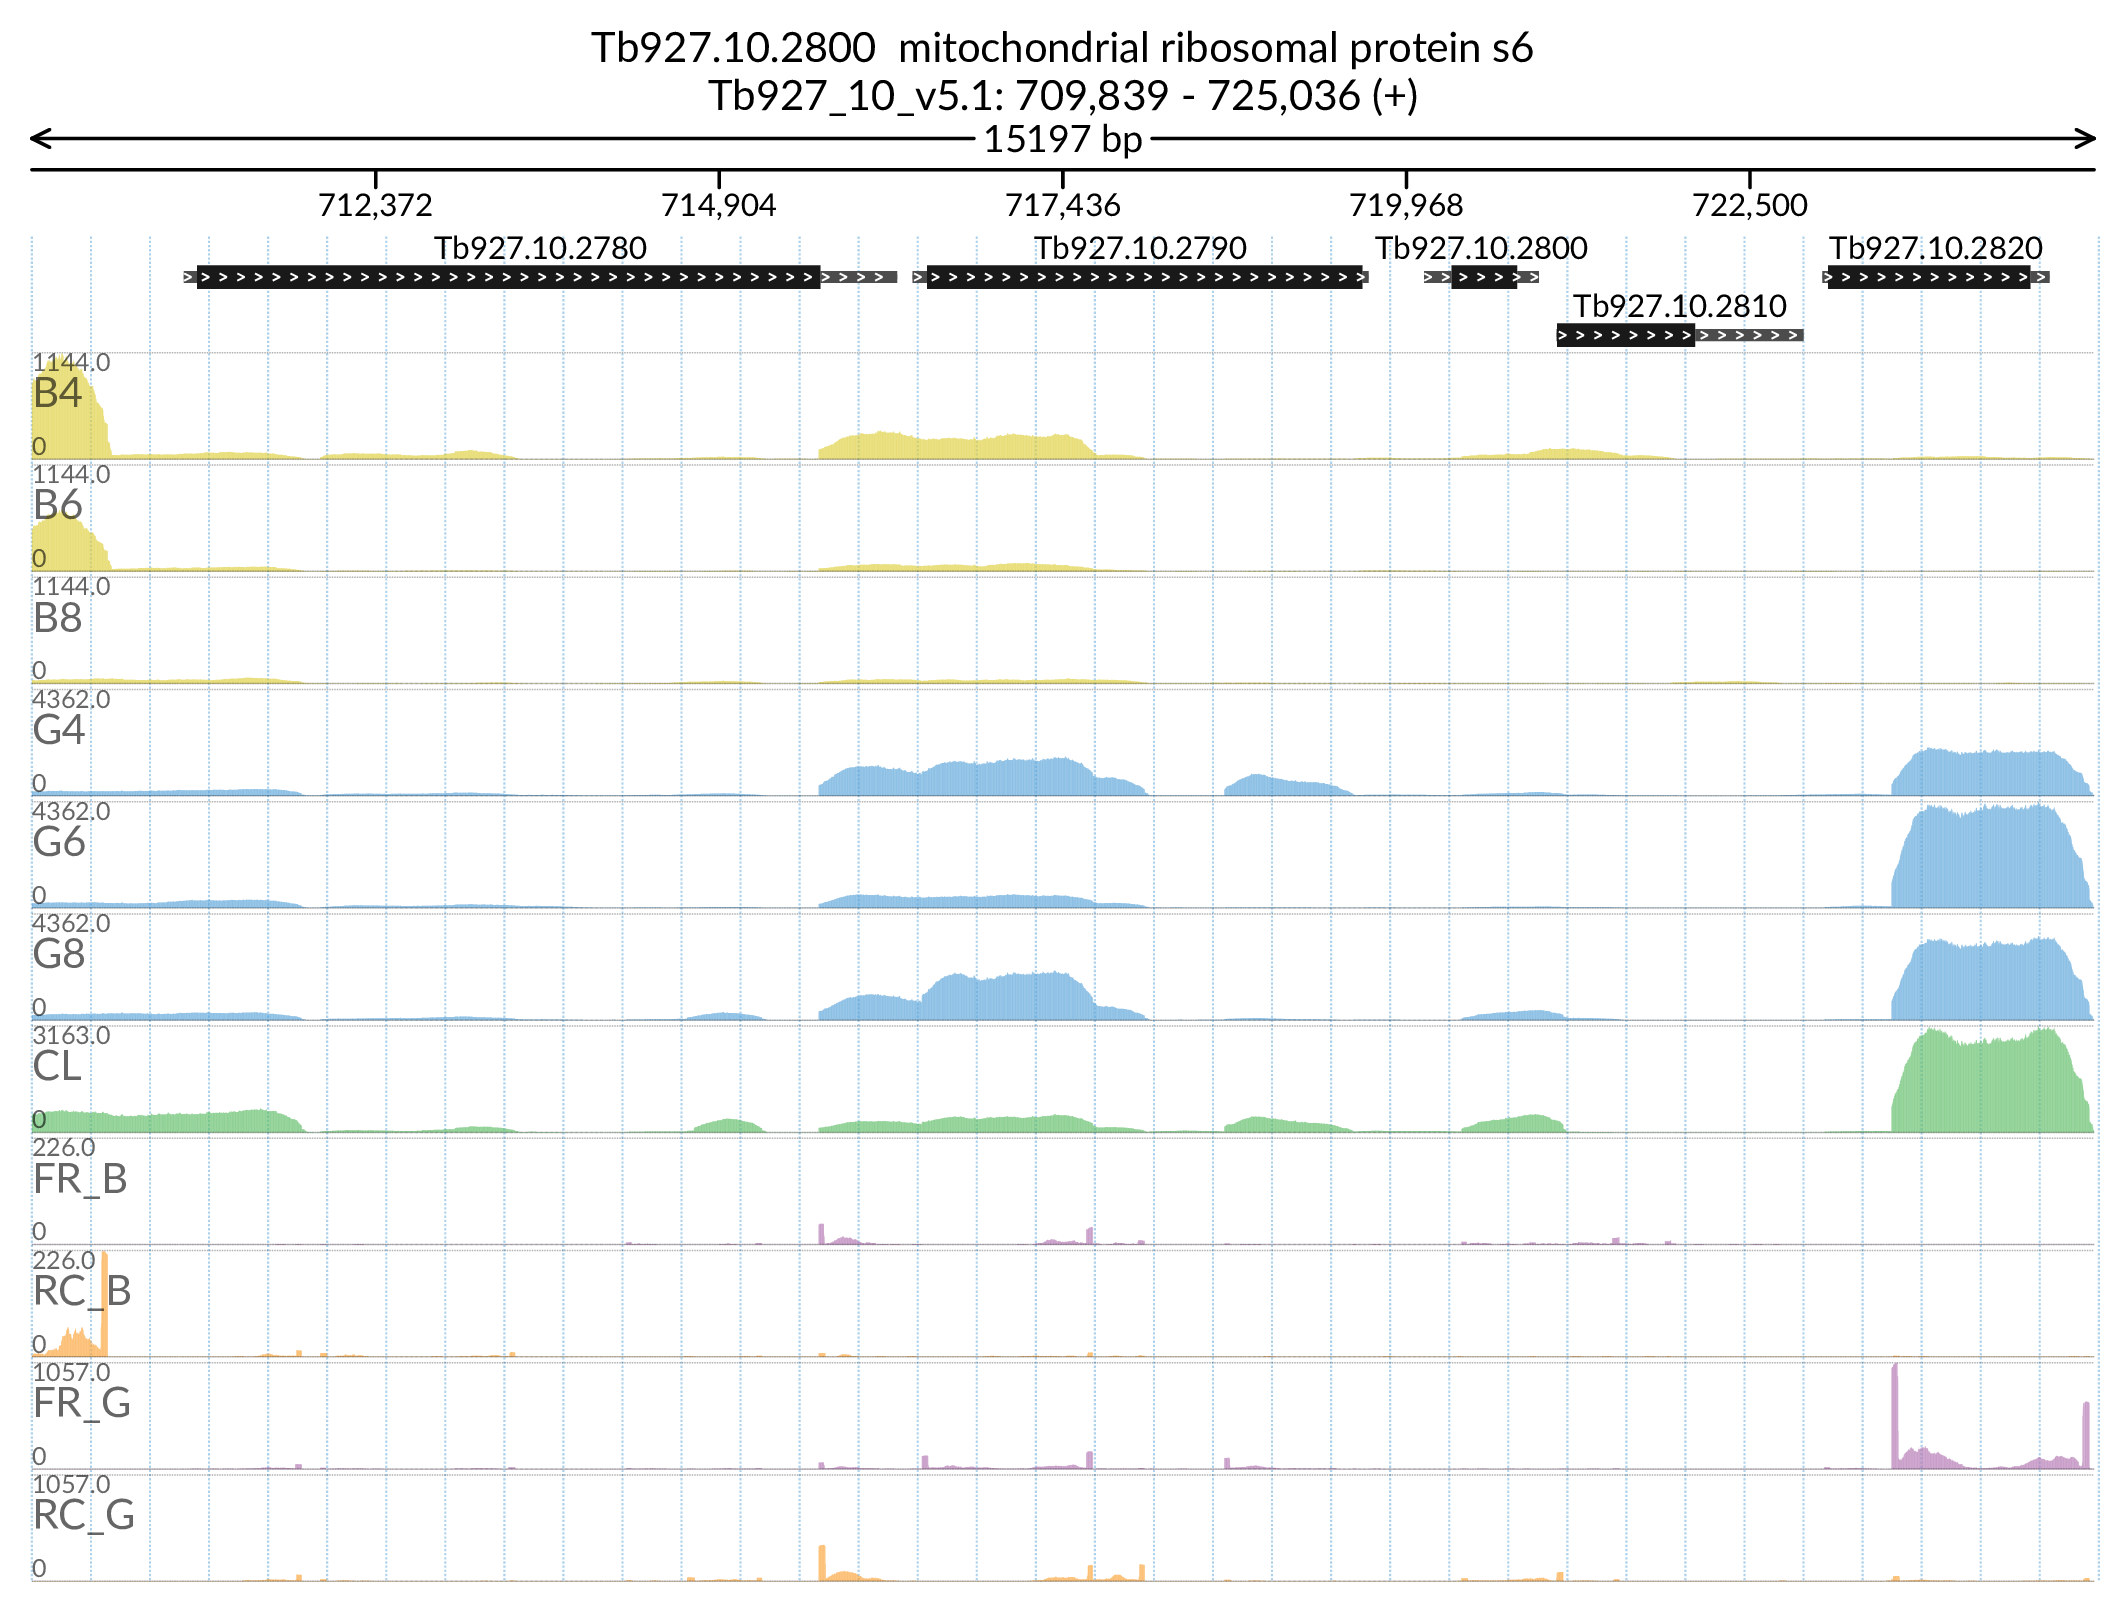 Tb927.10.2800  mitochondrial ribosomal protein s6
Tb927_10_v5.1: 709,839 - 725,036 (+)
15197 bp
712,372 714,904 717,436 719,968 722,500
Tb927.10.2780 Tb927.10.2790 Tb927.10.2800 Tb927.10.2820
Tb927.10.2810
1144.0
B4
0
1144.0
B6
0
1144.0
B8
0
4362.0
G4
0
4362.0
G6
0
4362.0
G8
0
3163.0
CL
0
226.0
FR_B
0
226.0
RC_B
0
1057.0
FR_G
0
1057.0
RC_G
0